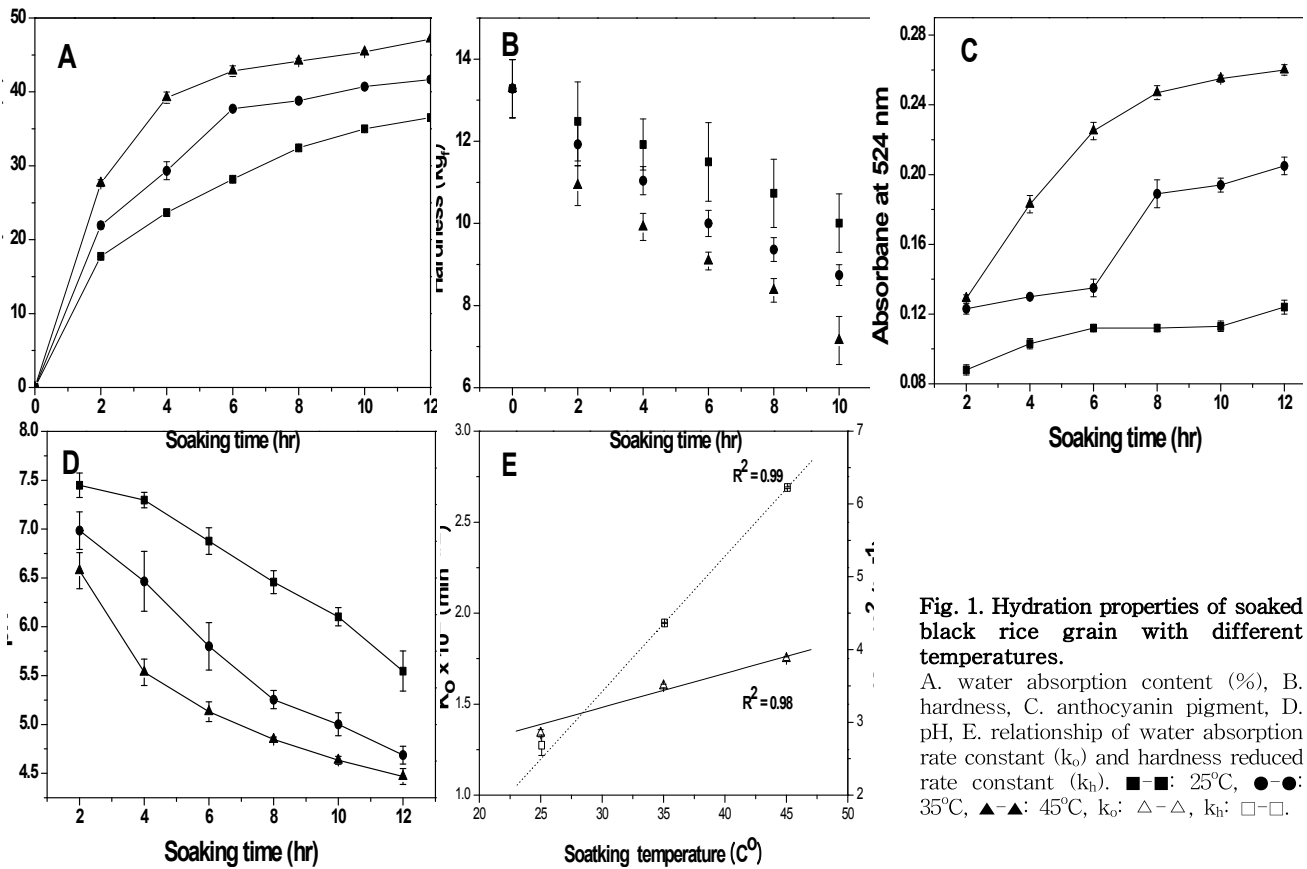 A
50
40
30
20
10
0
0 2 4 6 8 10 12
Soaking time (hr)
B
Hardness (kgf)
14
12
10
8
6
0 2 4 6 8 10
Soaking time (hr)
C
Absorbane at 524 nm
0.28
0.24
0.20
0.16
0.12
0.08
2 4 6 8 10 12
Soaking time (hr)
D
8.0
7.5
7.0
6.5
6.0
5.5
5.0
4.5
2 4 6 8 10 12
Soaking time (hr)
E
3.0
2.5
2.0
1.5
1.0
R² = 0.99
R² = 0.98
7
6
5
4
3
2
20 25 30 35 40 45 50
Soatking temperature (C⁰)
Fig. 1. Hydration properties of soaked
black rice grain with different
temperatures.
A. water absorption content (%), B.
hardness, C. anthocyanin pigment, D.
pH, E. relationship of water absorption
rate constant (kₒ) and hardness reduced
rate constant (kₕ). ■-■: 25°C, ●-●:
35°C, ▲-▲: 45°C, kₒ: △-△, kₕ: □-□.